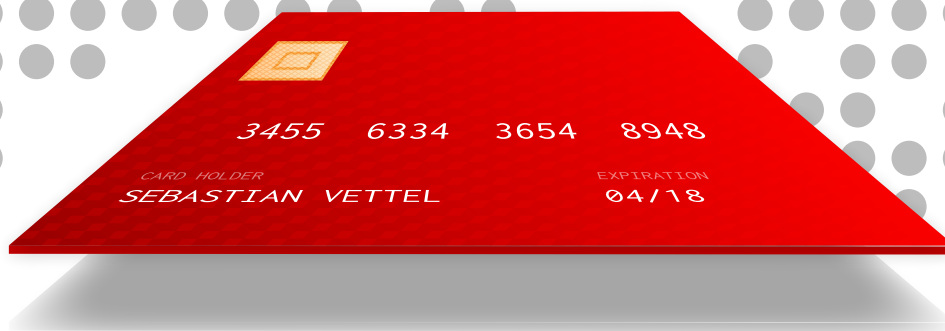 3455 6334 3654 8948
CARD HOLDER EXPIRATION
SEBASTIAN VETTEL 04/18